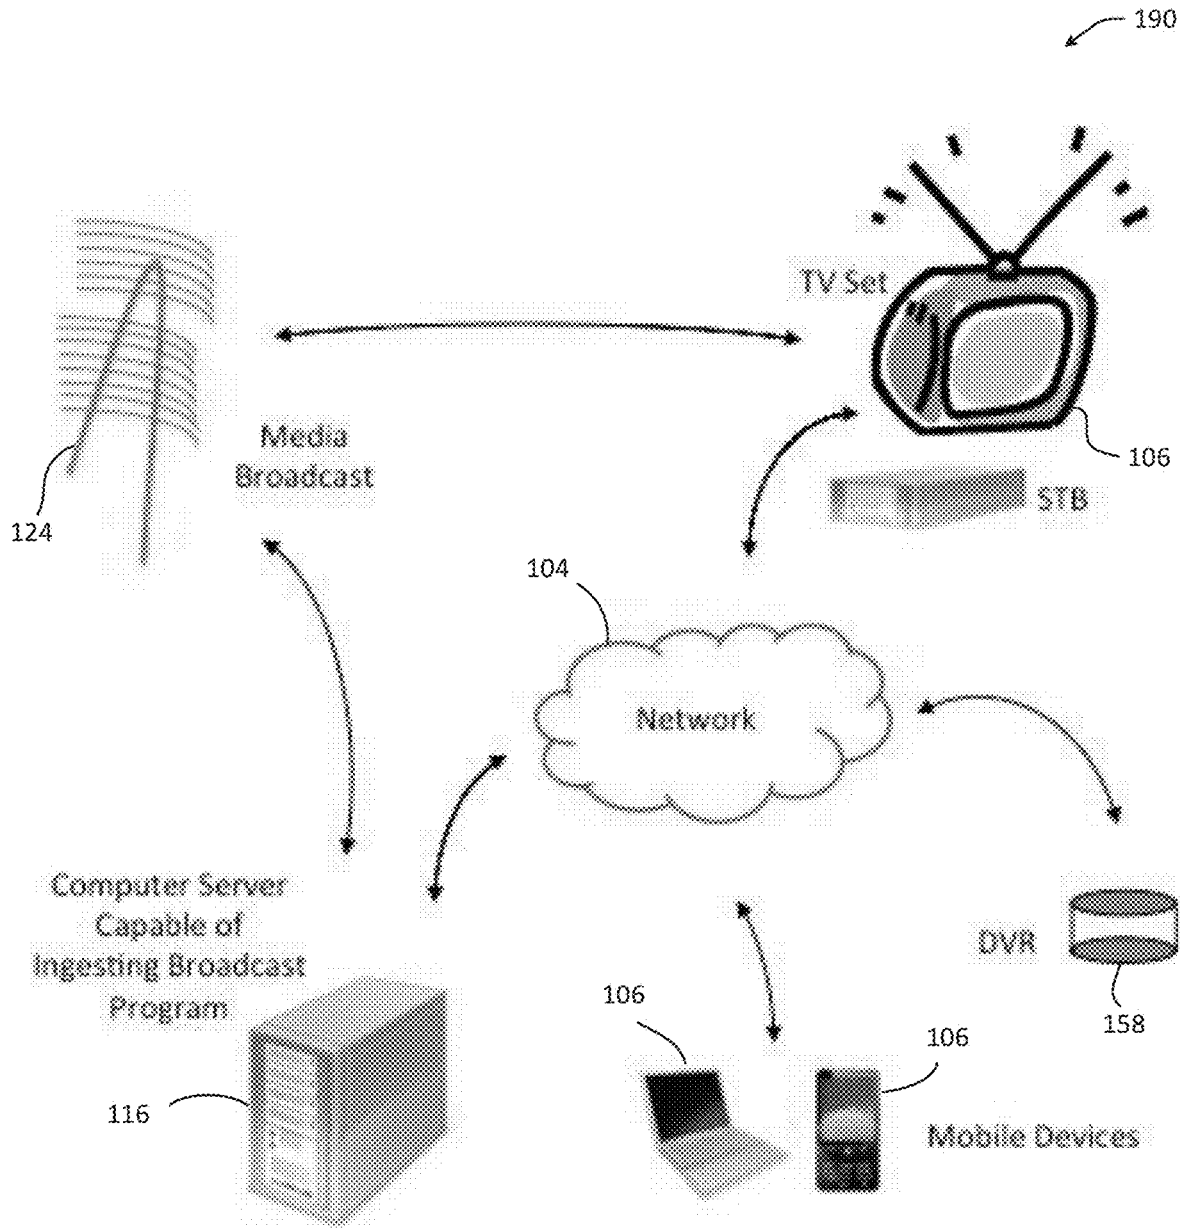 190
TV Set
Media
Broadcast
106
STB
124
104
Network
Computer Server
Capable of
Ingesting Broadcast
Program
DVR
158
106
106
116
Mobile Devices